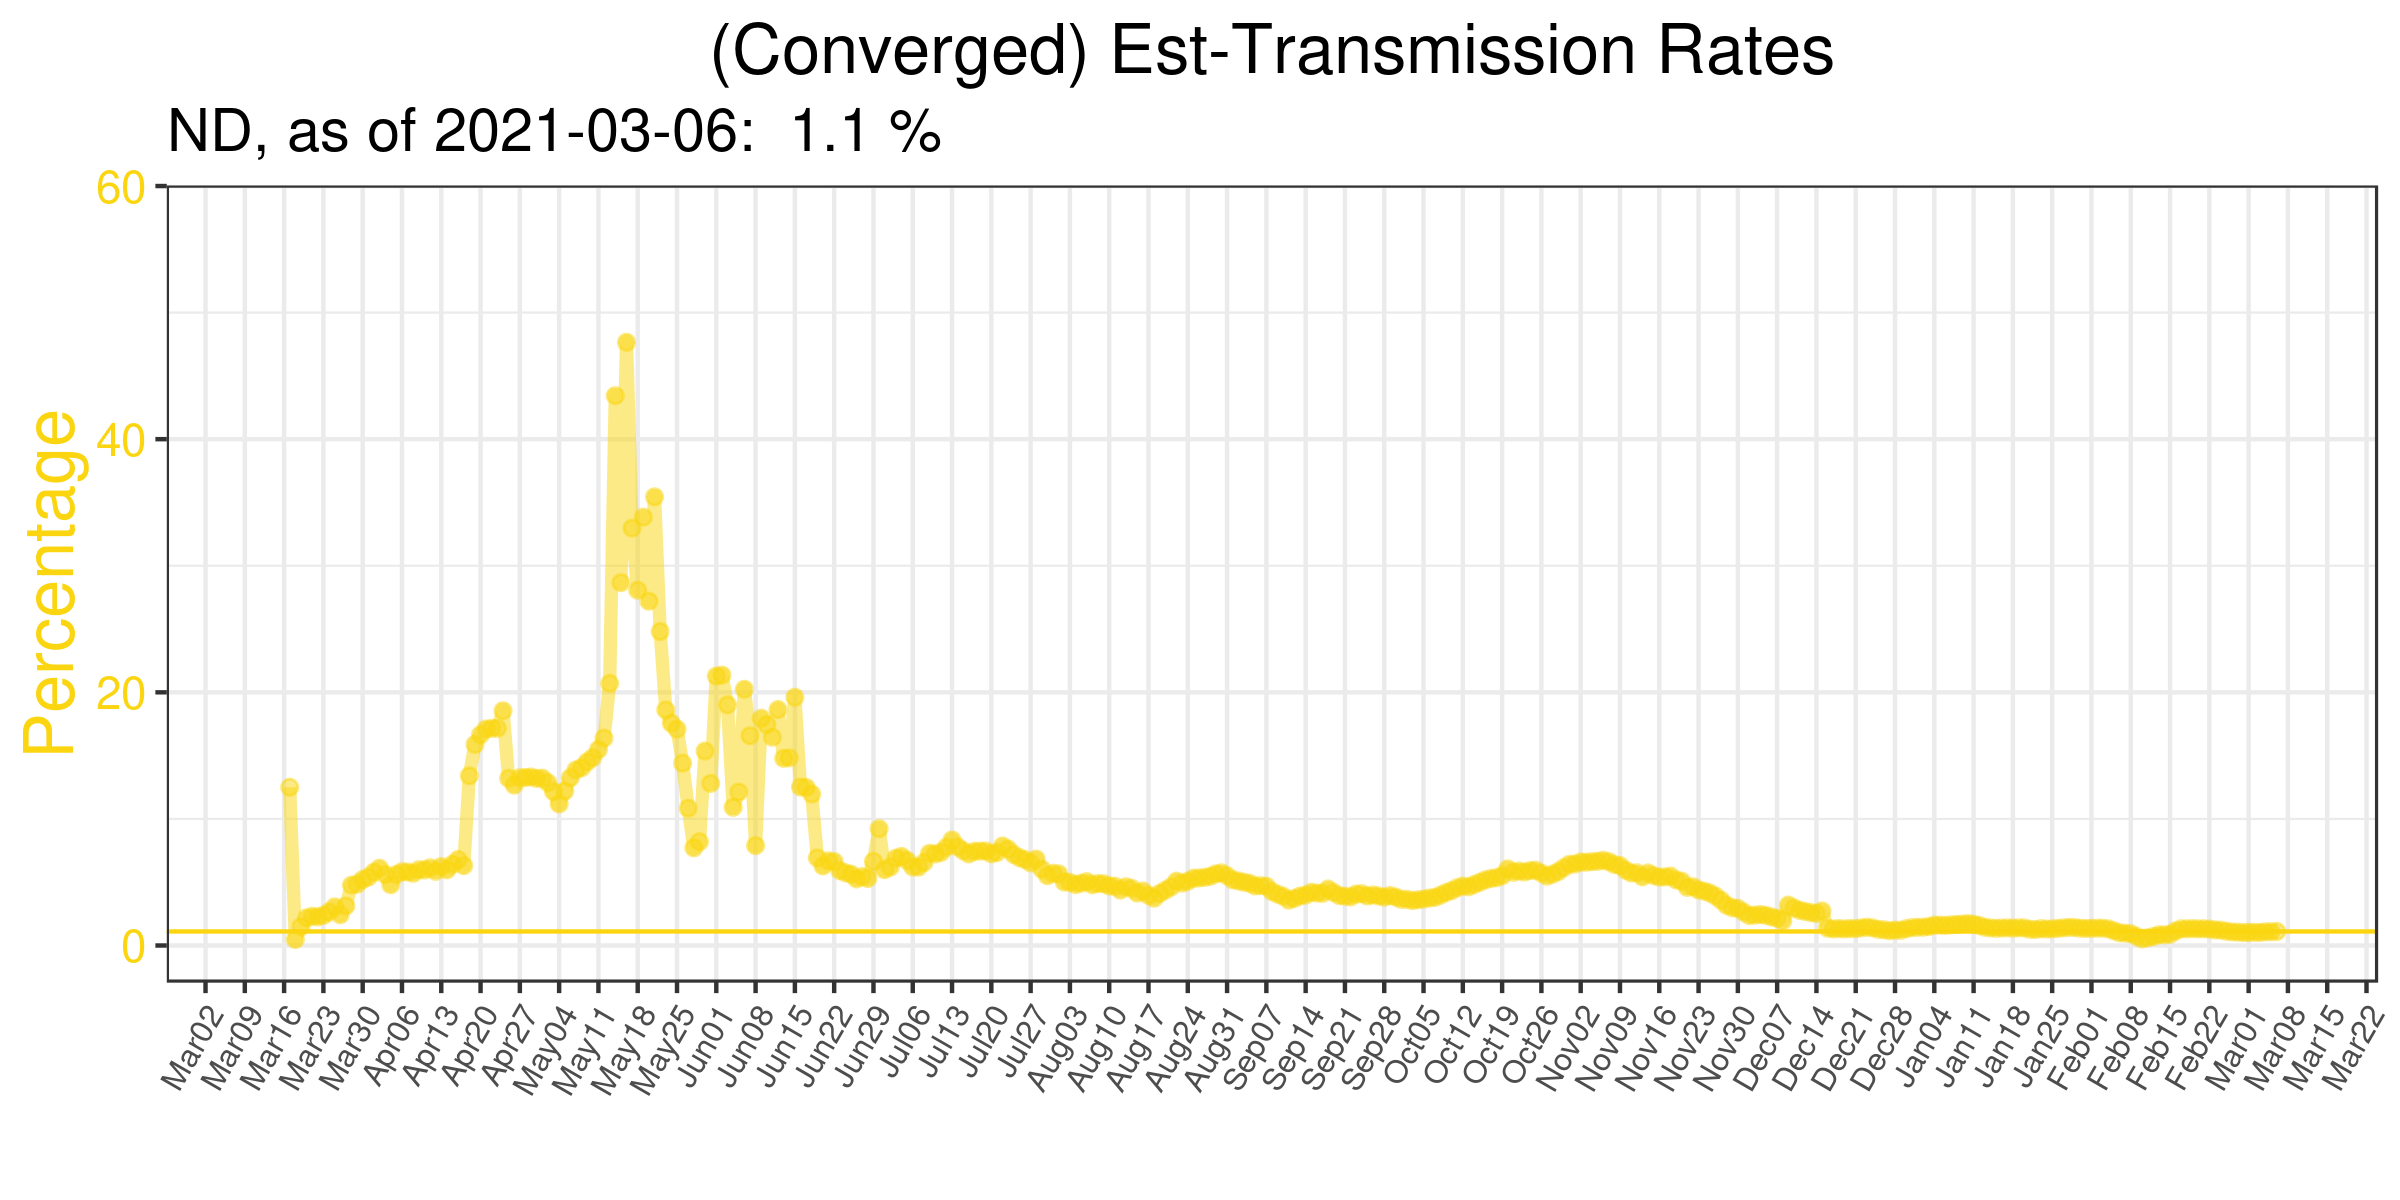 (Converged) Est-Transmission Rates
ND, as of 2021-03-06:  1.1 %
Percentage
60
40
20
0
Mar02
Mar09
Mar16
Mar23
Mar30
Apr06
Apr13
Apr20
Apr27
May04
May11
May18
May25
Jun01
Jun08
Jun15
Jun22
Jun29
Jul06
Jul13
Jul20
Jul27
Aug03
Aug10
Aug17
Aug24
Aug31
Sep07
Sep14
Sep21
Sep28
Oct05
Oct12
Oct19
Oct26
Nov02
Nov09
Nov16
Nov23
Nov30
Dec07
Dec14
Dec21
Dec28
Jan04
Jan11
Jan18
Jan25
Feb01
Feb08
Feb15
Feb22
Mar01
Mar08
Mar15
Mar22